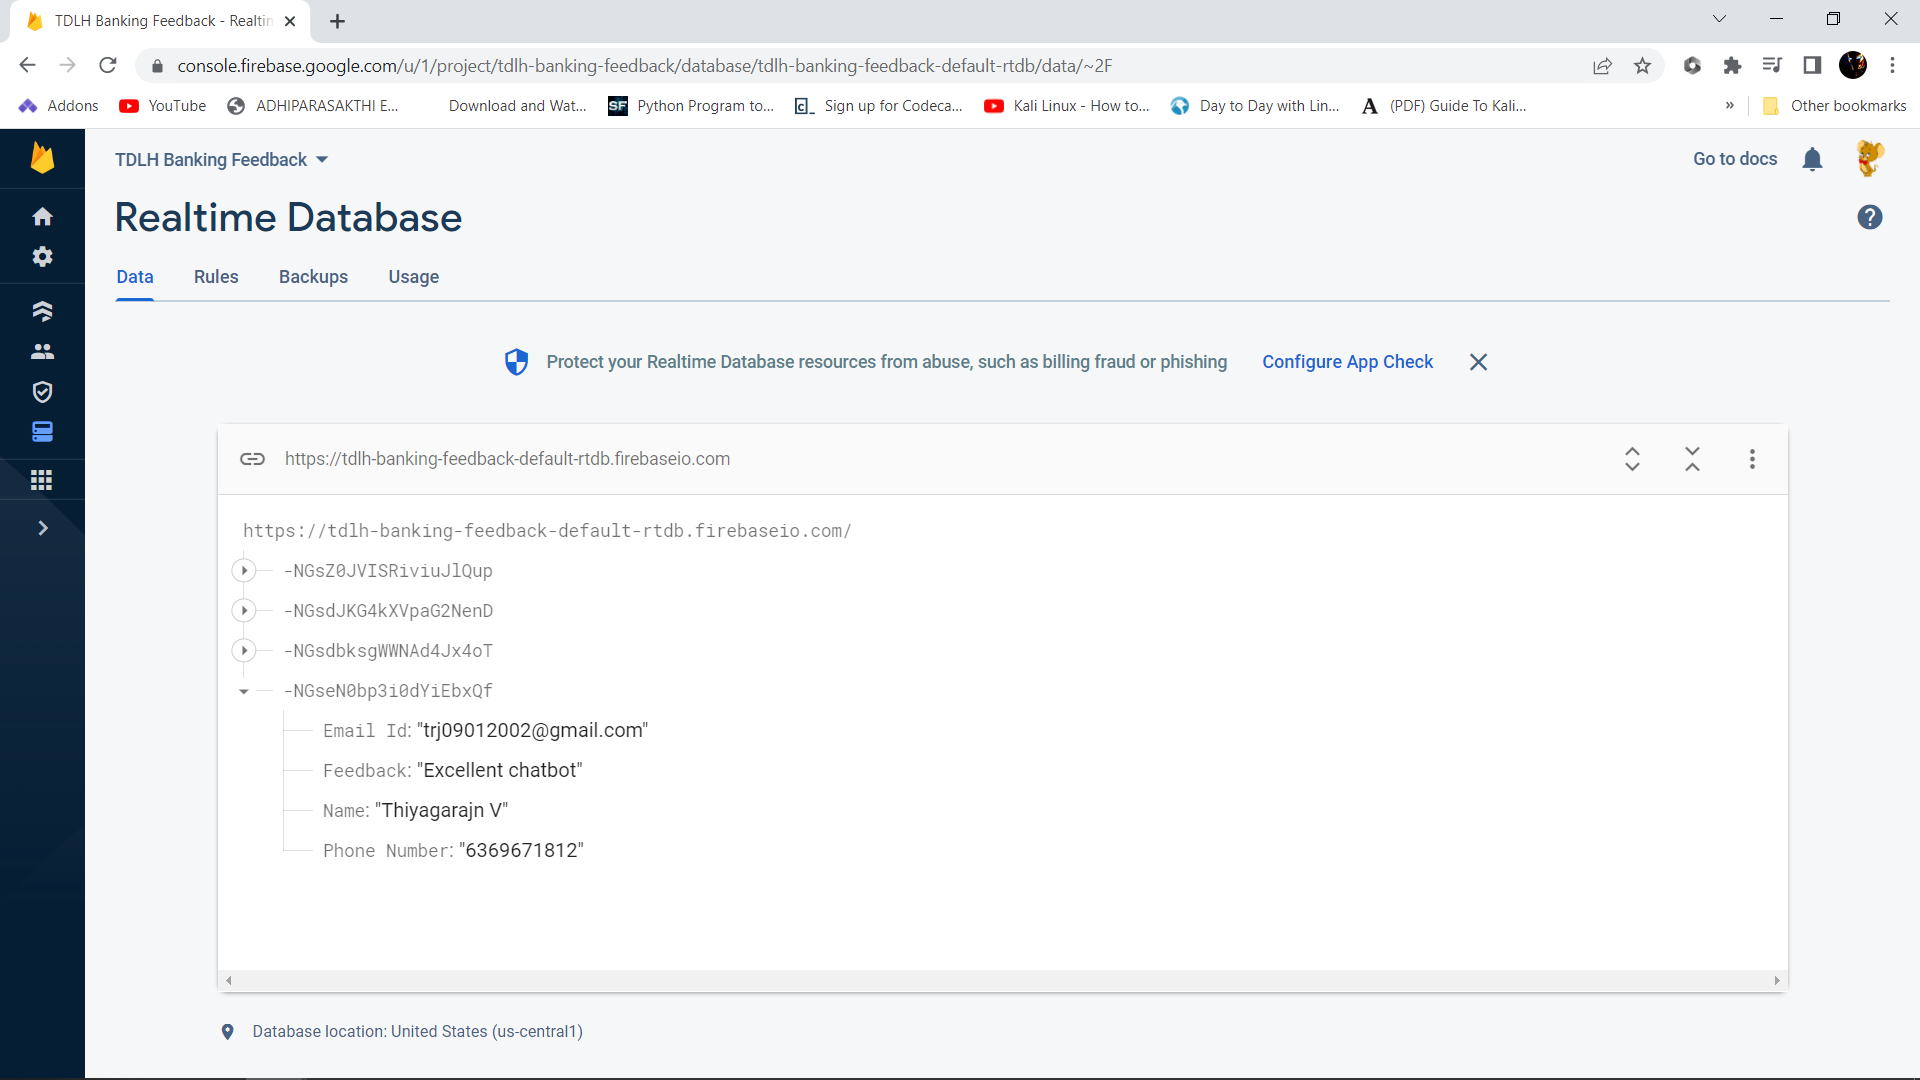 TDLH Banking Feedback - Realtin
console.firebase.google.com/u/1/project/tdlh-banking-feedback/database/tdlh-banking-feedback-default-rtdb/data/~2F
Addons YouTube ADHIPARASAKTHI E... Download and Wat... SF Python Program to... c_ Sign up for Codeca... Kali Linux - How to... Day to Day with Lin... A (PDF) Guide To Kali... » Other bookmarks
TDLH Banking Feedback Go to docs
Realtime Database
Data Rules Backups Usage
Protect your Realtime Database resources from abuse, such as billing fraud or phishing Configure App Check
https://tdlh-banking-feedback-default-rtdb.firebaseio.com
https://tdlh-banking-feedback-default-rtdb.firebaseio.com/
-NGsZ0JVISRiviuJlQup
-NGsdJKG4kXVpaG2NenD
-NGsdbksgWWNAd4Jx4oT
-NGseN0bp3i0dYiEbxQf
Email Id: "trj09012002@gmail.com"
Feedback: "Excellent chatbot"
Name: "Thiyagarajn V"
Phone Number: "6369671812"
Database location: United States (us-central1)